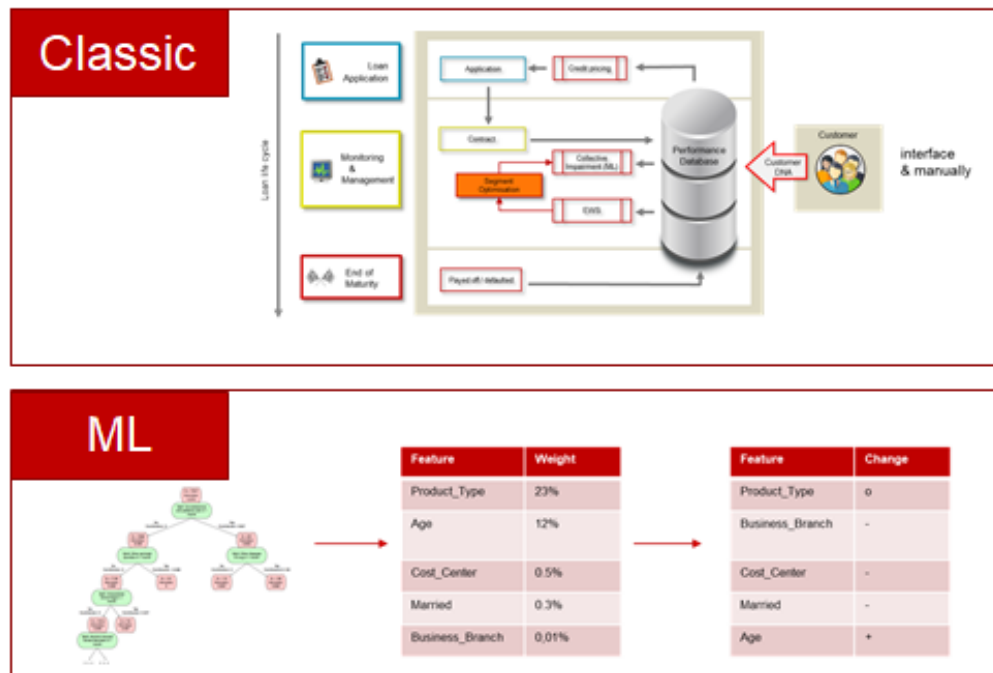 Classic
Loan life cycle
Loan
Application
Monitoring
&
Management
End of
Maturity
Application
Credit pricing
Contract
Collective
Impairment (ML)
Segment
Optimization
EWS
Payed off / defaulted
Performance
Database
Customer
DNA
Customer
interface
& manually
ML
Feature Weight
Product_Type 23%
Age 12%
Cost_Center 0.5%
Married 0.3%
Business_Branch 0,01%
Feature Change
Product_Type o
Business_Branch -
Cost_Center -
Married -
Age +